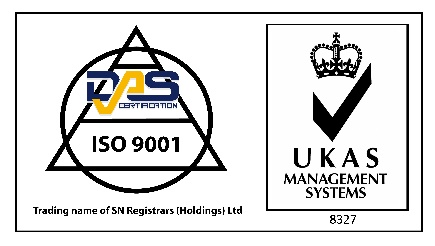 DAS
CERTIFICATION
ISO 9001
Trading name of SN Registrars (Holdings) Ltd
UKAS
MANAGEMENT
SYSTEMS
8327